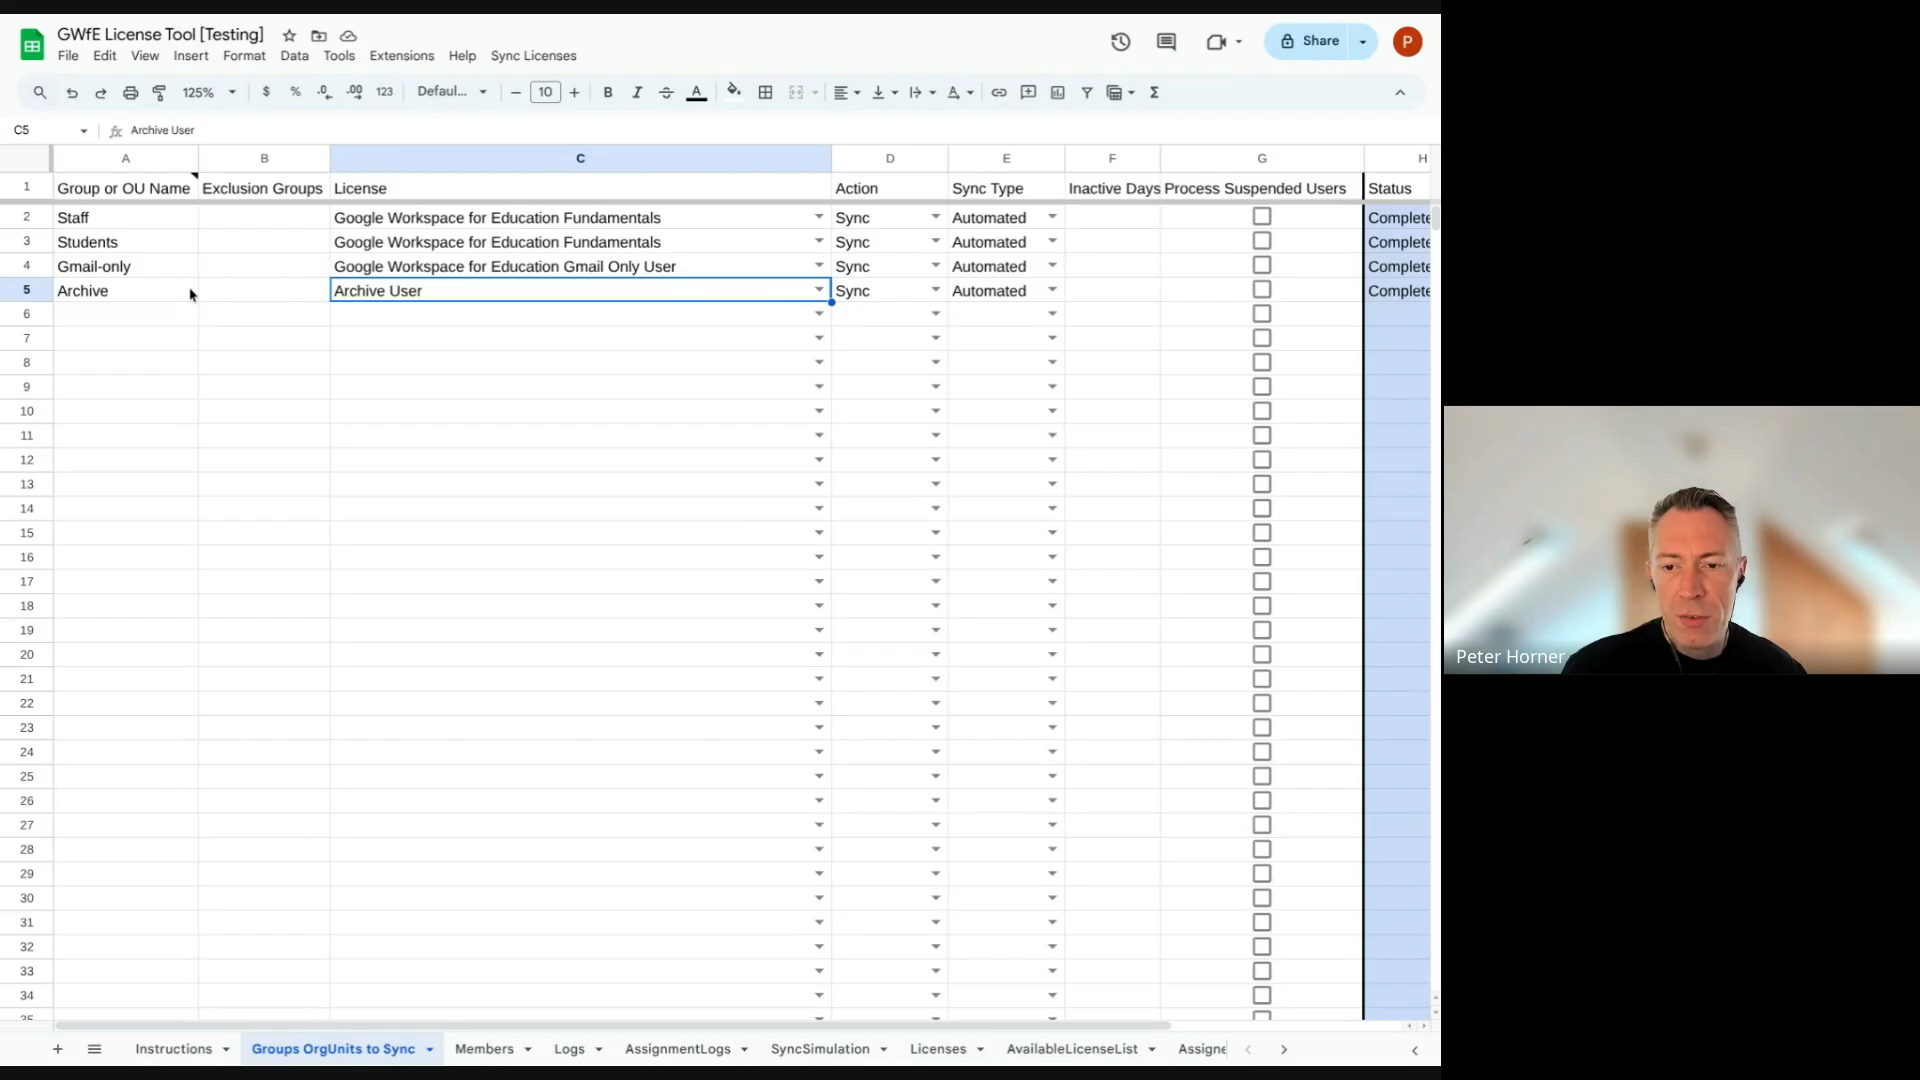 GWfE License Tool [Testing]
File Edit View Insert Format Data Tools Extensions Help Sync Licenses
Share
P
125% $ % .0 .00 123 Defaul... − 10 + B I A Σ
C5 fx Archive User
A B C D E F G H
1 Group or OU Name Exclusion Groups License Action Sync Type Inactive Days Process Suspended Users Status
2 Staff Google Workspace for Education Fundamentals Sync Automated Complete
3 Students Google Workspace for Education Fundamentals Sync Automated Complete
4 Gmail-only Google Workspace for Education Gmail Only User Sync Automated Complete
5 Archive Archive User Sync Automated Complete
6
7
8
9
10
11
12
13
14
15
16
17
18
19
20
21
22
23
24
25
26
27
28
29
30
31
32
33
34
35
Peter Horner
+ Instructions Groups OrgUnits to Sync Members Logs AssignmentLogs SyncSimulation Licenses AvailableLicenseList Assigne